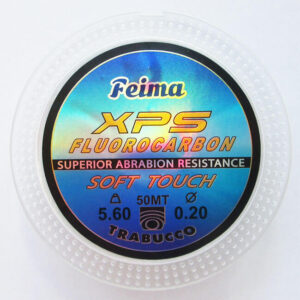 Feima
XPS
FLUOROCARBON
SUPERIOR ABRABION RESISTANCE
SOFT TOUCH
50MT
5.60 Ø 0.20
TRABUCCO